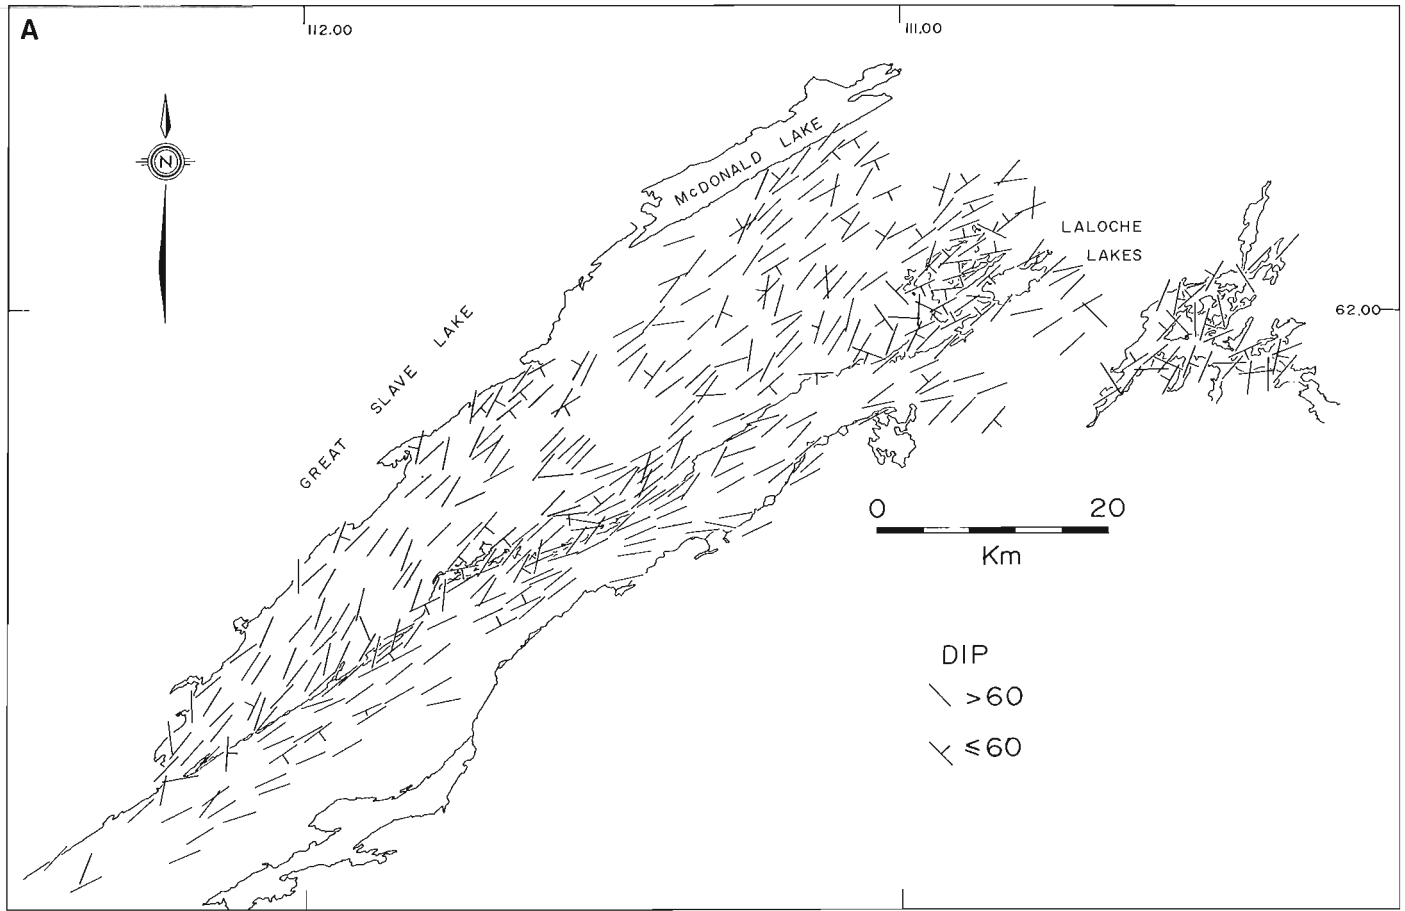 A
112.00
111.00
N
McDONALD LAKE
LALOCHE
LAKES
62.00
GREAT SLAVE LAKE
0 20
Km
DIP
>60
≤60